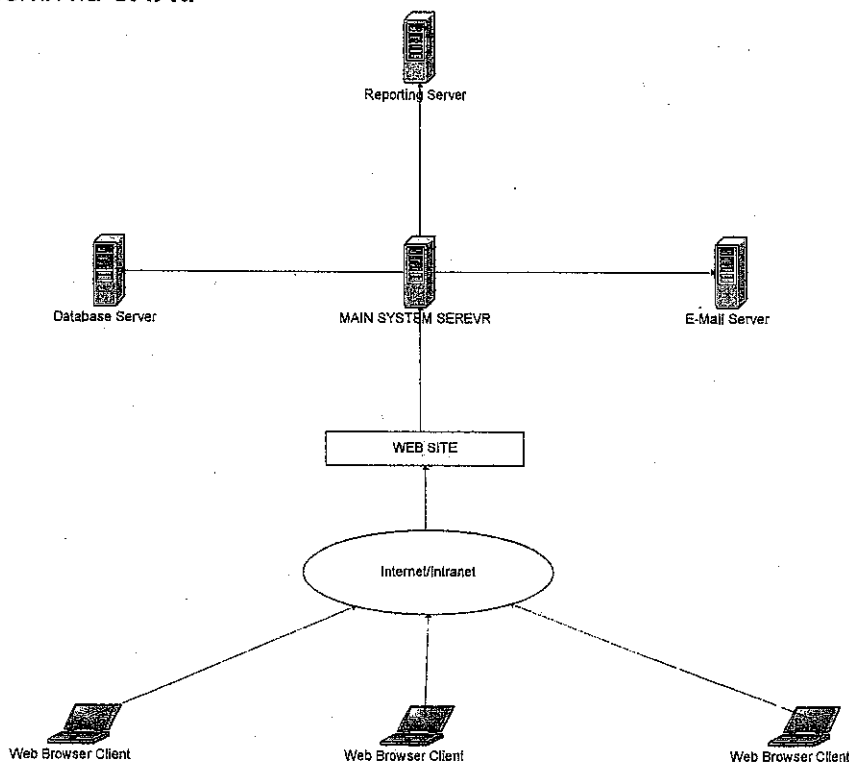 Reporting Server
Database Server
MAIN SYSTEM SEREVR
E-Mail Server
WEB SITE
Internet/Intranet
Web Browser Client
Web Browser Client
Web Browser Client